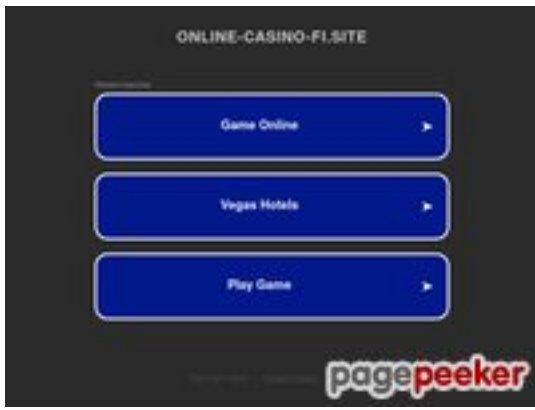 ONLINE-CASINO-FI.SITE
Game Online
Vegas Hotels
Play Game
pagepeeker